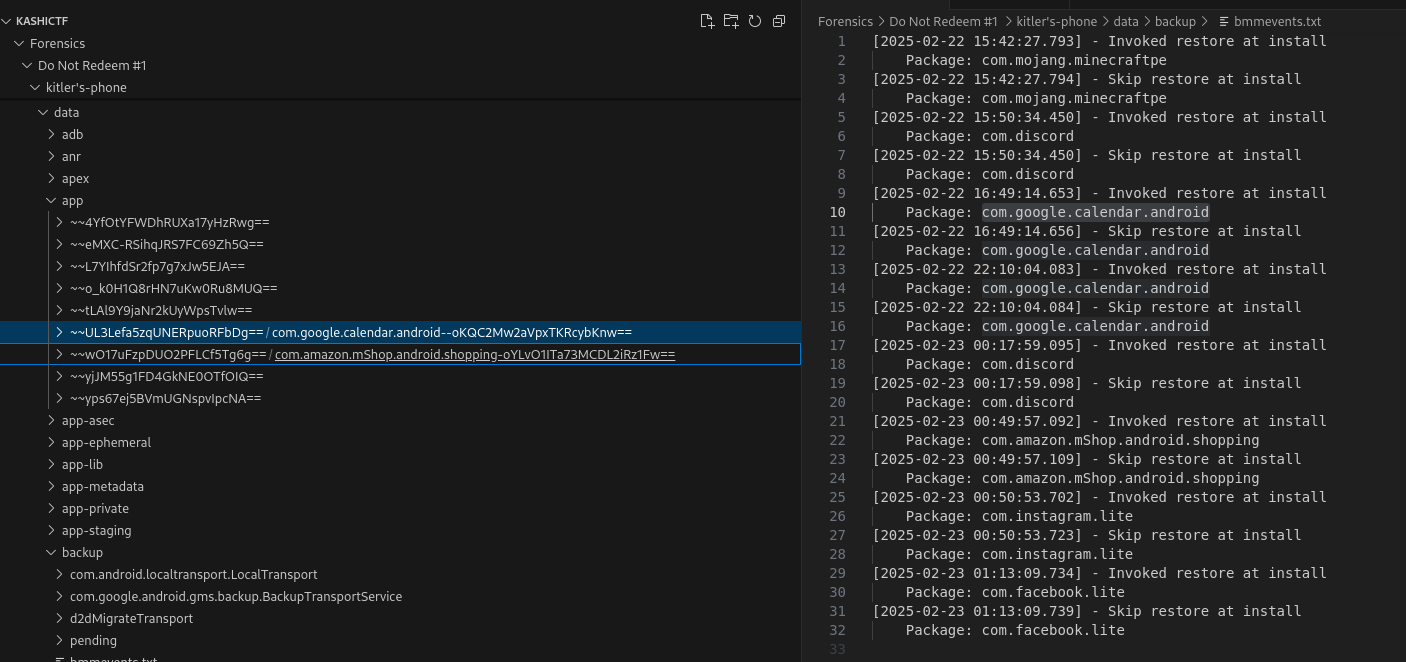 KASHICTF
Forensics
Do Not Redeem #1
kitler's-phone
data
adb
anr
apex
app
~~4YfOtYFWDhRUXa17yHzRwg==
~~eMXC-RSihqJRS7FC69Zh5Q==
~~L7YIhfdSr2fp7g7xJw5EJA==
~~o_k0H1Q8rHN7uKw0Ru8MUQ==
~~tLAl9Y9jaNr2kUyWpsTvlw==
~~UL3Lefa5zqUNERpuoRFbDg==/com.google.calendar.android--oKQC2Mw2aVpxTKRcybKnw==
~~wO17uFzpDUO2PFLCf5Tg6g==/com.amazon.mShop.android.shopping-oYLvO1ITa73MCDL2iRz1Fw==
~~yjJM55g1FD4GkNE0OTfOIQ==
~~yps67ej5BVmUGNspvIpcNA==
app-asec
app-ephemeral
app-lib
app-metadata
app-private
app-staging
backup
com.android.localtransport.LocalTransport
com.google.android.gms.backup.BackupTransportService
d2dMigrateTransport
pending
bmmevents.txt
Forensics > Do Not Redeem #1 > kitler's-phone > data > backup > bmmevents.txt
1 [2025-02-22 15:42:27.793] - Invoked restore at install
2 Package: com.mojang.minecraftpe
3 [2025-02-22 15:42:27.794] - Skip restore at install
4 Package: com.mojang.minecraftpe
5 [2025-02-22 15:50:34.450] - Invoked restore at install
6 Package: com.discord
7 [2025-02-22 15:50:34.450] - Skip restore at install
8 Package: com.discord
9 [2025-02-22 16:49:14.653] - Invoked restore at install
10 Package: com.google.calendar.android
11 [2025-02-22 16:49:14.656] - Skip restore at install
12 Package: com.google.calendar.android
13 [2025-02-22 22:10:04.083] - Invoked restore at install
14 Package: com.google.calendar.android
15 [2025-02-22 22:10:04.084] - Skip restore at install
16 Package: com.google.calendar.android
17 [2025-02-23 00:17:59.095] - Invoked restore at install
18 Package: com.discord
19 [2025-02-23 00:17:59.098] - Skip restore at install
20 Package: com.discord
21 [2025-02-23 00:49:57.092] - Invoked restore at install
22 Package: com.amazon.mShop.android.shopping
23 [2025-02-23 00:49:57.109] - Skip restore at install
24 Package: com.amazon.mShop.android.shopping
25 [2025-02-23 00:50:53.702] - Invoked restore at install
26 Package: com.instagram.lite
27 [2025-02-23 00:50:53.723] - Skip restore at install
28 Package: com.instagram.lite
29 [2025-02-23 01:13:09.734] - Invoked restore at install
30 Package: com.facebook.lite
31 [2025-02-23 01:13:09.739] - Skip restore at install
32 Package: com.facebook.lite
33